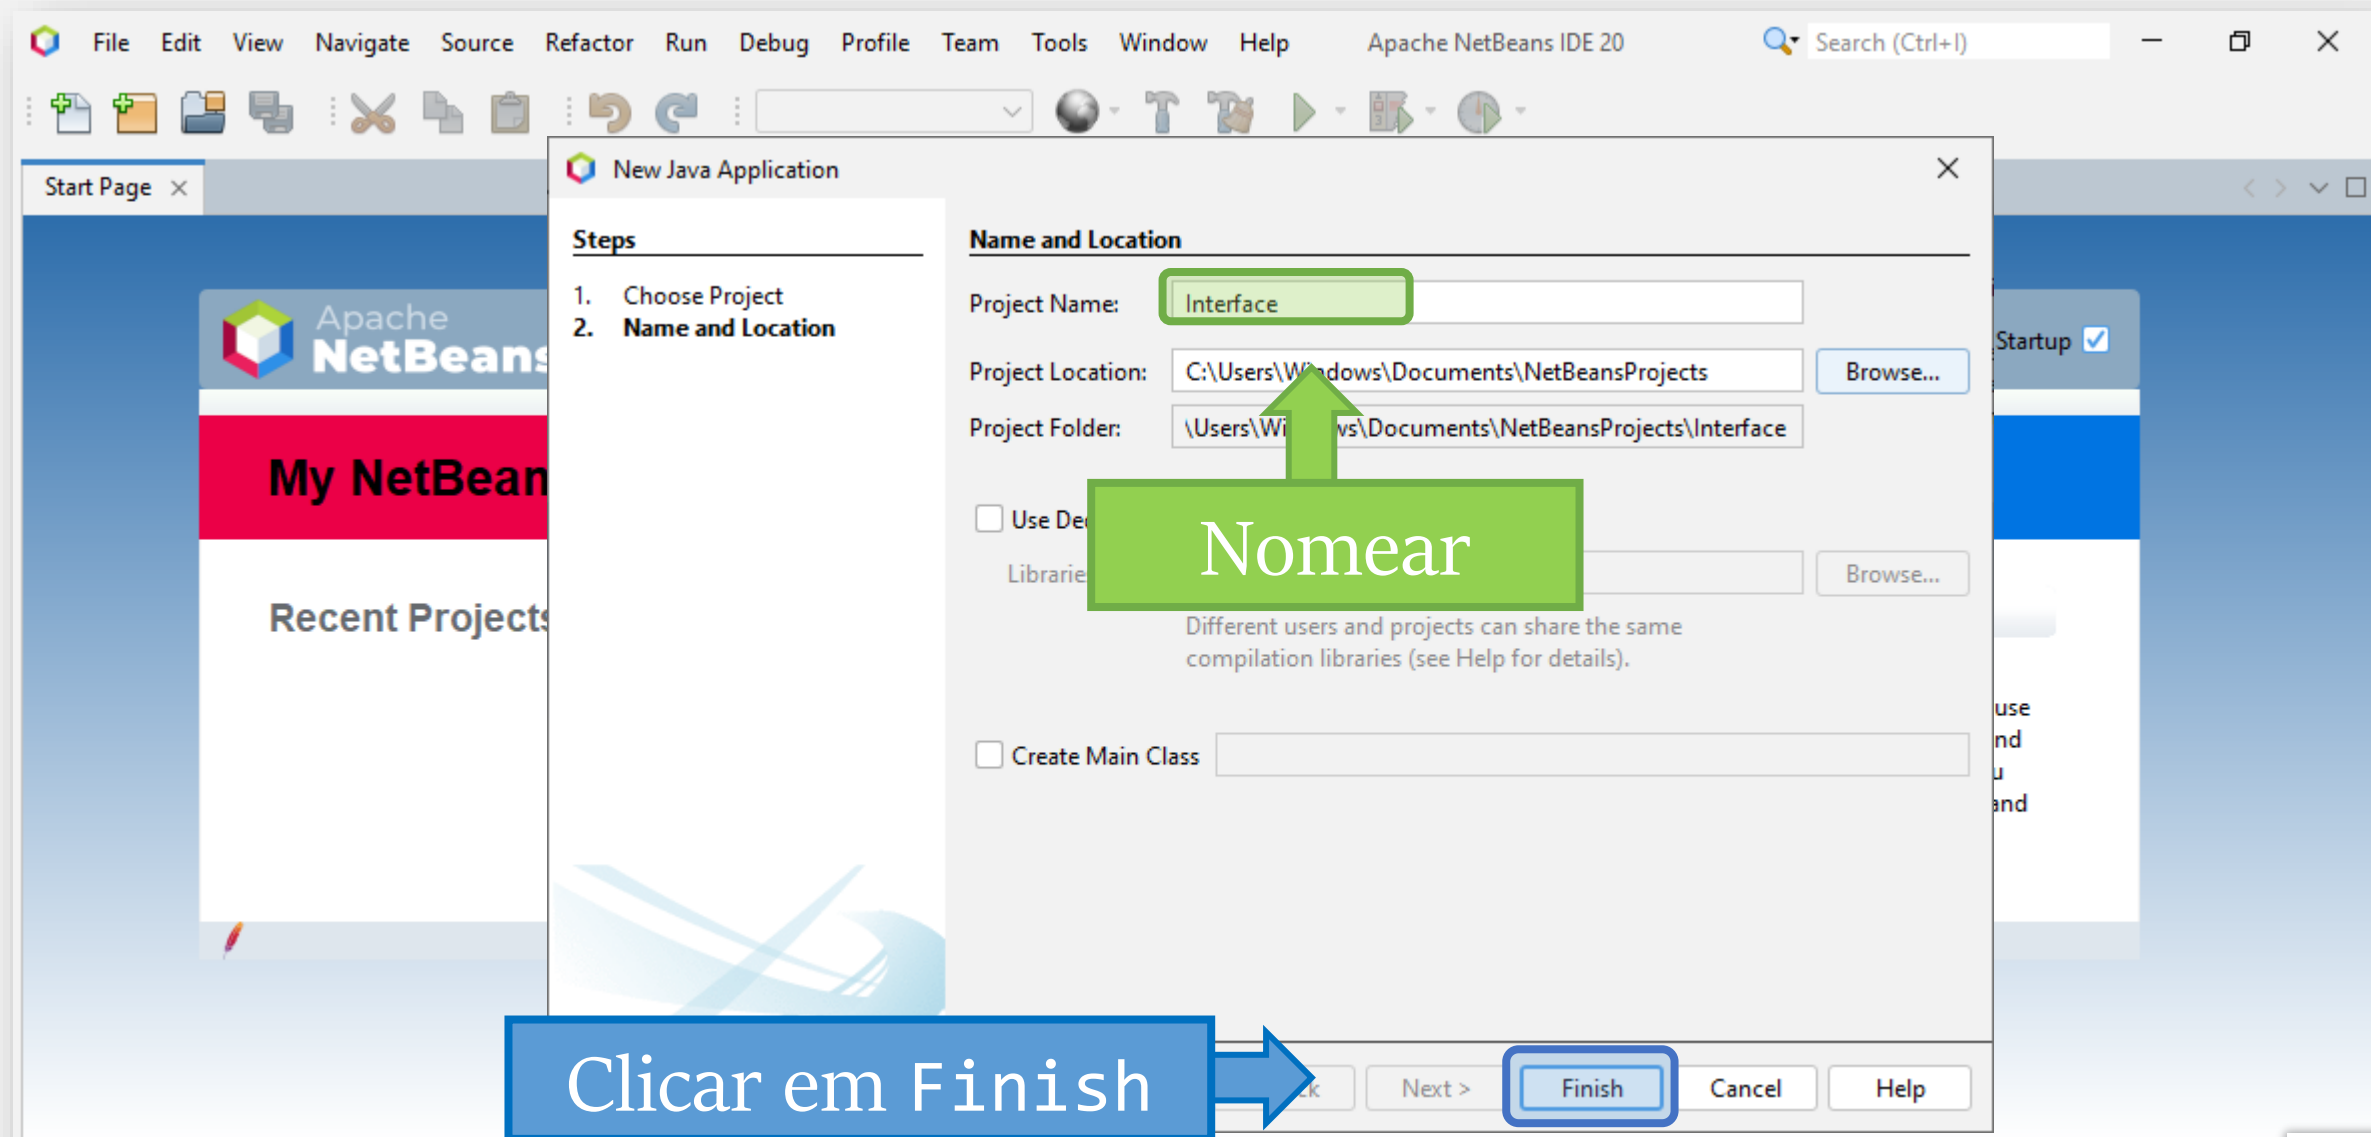 File Edit View Navigate Source Refactor Run Debug Profile Team Tools Window Help Apache NetBeans IDE 20 Search (Ctrl+I)
Start Page
New Java Application
Steps
1. Choose Project
2. Name and Location
Name and Location
Project Name: Interface
Project Location: C:\Users\Windows\Documents\NetBeansProjects Browse...
Project Folder: \Users\Wi ws\Documents\NetBeansProjects\Interface
Use De
Librarie Browse...
Different users and projects can share the same
compilation libraries (see Help for details).
Create Main Class
Nomear
Apache
NetBeans
Startup
My NetBean
Recent Projects
use
nd
u
and
Clicar em Finish
Next > Finish Cancel Help